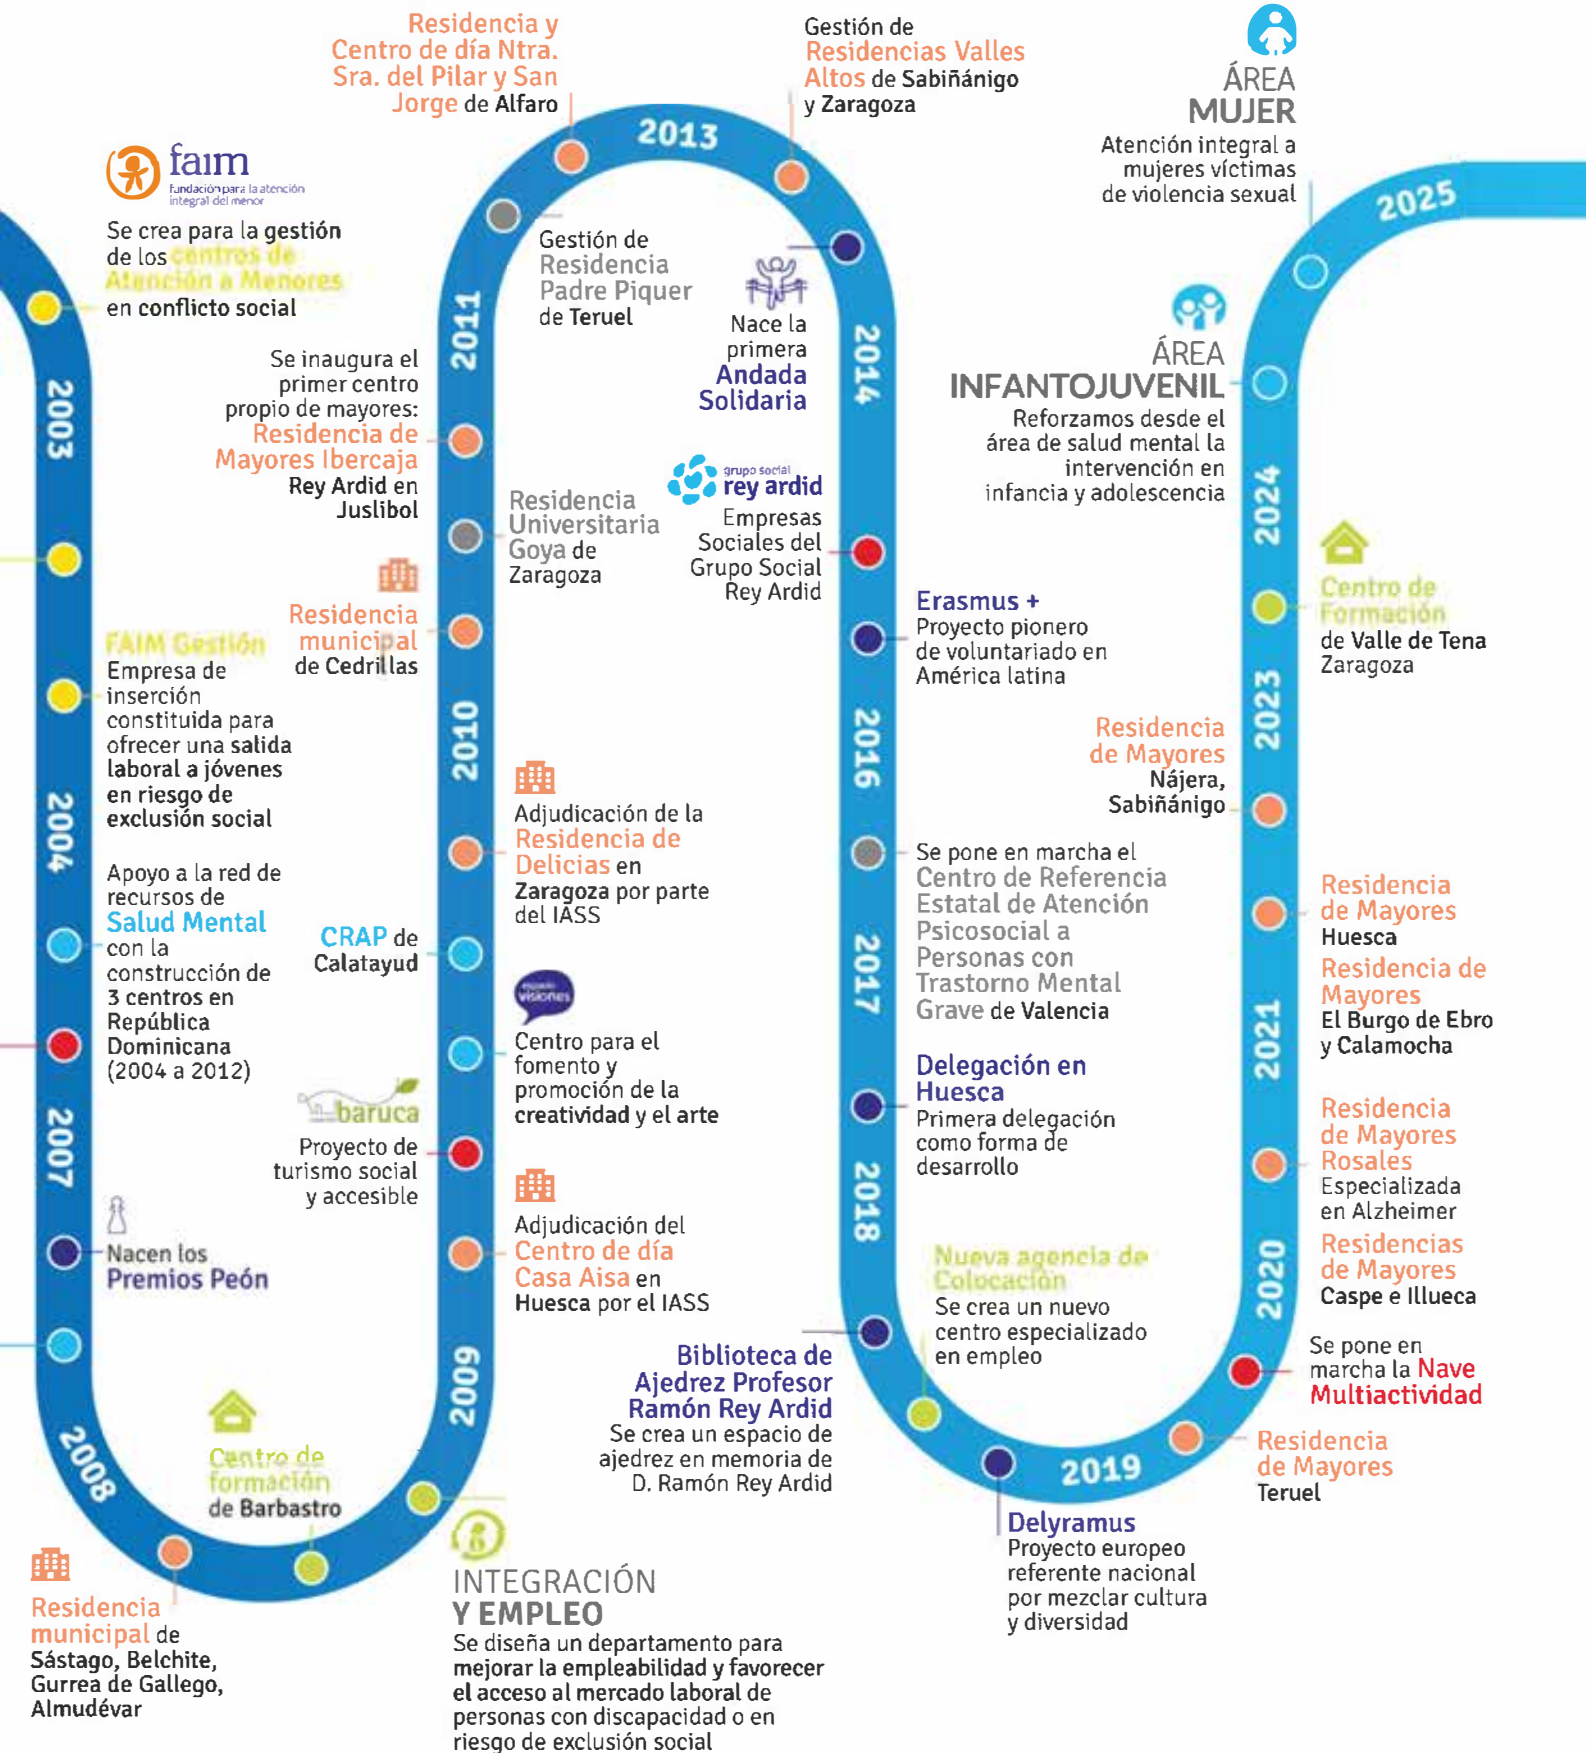 faim
fundación para la atención
integral del menor
Se crea para la gestión
de los centros de
Atención a Menores
en conflicto social
2003
FAIM Gestión
Empresa de
inserción
constituida para
ofrecer una salida
laboral a jóvenes
en riesgo de
exclusión social
2004
Apoyo a la red de
recursos de
Salud Mental
con la
construcción de
3 centros en
República
Dominicana
(2004 a 2012)
2007
Nacen los
Premios Peón
2008
Residencia
municipal de
Sástago, Belchite,
Gurrea de Gallego,
Almudévar
Centro de
formación
de Barbastro
INTEGRACIÓN
Y EMPLEO
Se diseña un departamento para
mejorar la empleabilidad y favorecer
el acceso al mercado laboral de
personas con discapacidad o en
riesgo de exclusión social
2009
Adjudicación del
Centro de día
Casa Aisa en
Huesca por el IASS
baruca
Proyecto de
turismo social
y accesible
espacio
visiones
Centro para el
fomento y
promoción de la
creatividad y el arte
CRAP de
Calatayud
Adjudicación de la
Residencia de
Delicias en
Zaragoza por parte
del IASS
2010
Residencia
municipal
de Cedrillas
Residencia
Universitaria
Goya de
Zaragoza
Se inaugura el
primer centro
propio de mayores:
Residencia de
Mayores Ibercaja
Rey Ardid en
Juslibol
2011
Gestión de
Residencia
Padre Piquer
de Teruel
Residencia y
Centro de día Ntra.
Sra. del Pilar y San
Jorge de Alfaro
2013
Gestión de
Residencias Valles
Altos de Sabiñánigo
y Zaragoza
Nace la
primera
Andada
Solidaria
2014
grupo social
rey ardid
Empresas
Sociales del
Grupo Social
Rey Ardid
Erasmus +
Proyecto pionero
de voluntariado en
América latina
2016
Se pone en marcha el
Centro de Referencia
Estatal de Atención
Psicosocial a
Personas con
Trastorno Mental
Grave de Valencia
2017
Delegación en
Huesca
Primera delegación
como forma de
desarrollo
2018
Biblioteca de
Ajedrez Profesor
Ramón Rey Ardid
Se crea un espacio de
ajedrez en memoria de
D. Ramón Rey Ardid
Nueva agencia de
Colocación
Se crea un nuevo
centro especializado
en empleo
Delyramus
Proyecto europeo
referente nacional
por mezclar cultura
y diversidad
2019
Residencia
de Mayores
Teruel
Se pone en
marcha la Nave
Multiactividad
2020
Residencias
de Mayores
Caspe e Illueca
Residencia
de Mayores
Rosales
Especializada
en Alzheimer
2021
Residencia de
Mayores
El Burgo de Ebro
y Calamocha
Residencia
de Mayores
Huesca
Residencia
de Mayores
Nájera,
Sabiñánigo
2023
Centro de
Formación
de Valle de Tena
Zaragoza
2024
ÁREA
INFANTOJUVENIL
Reforzamos desde el
área de salud mental la
intervención en
infancia y adolescencia
ÁREA
MUJER
Atención integral a
mujeres víctimas
de violencia sexual
2025